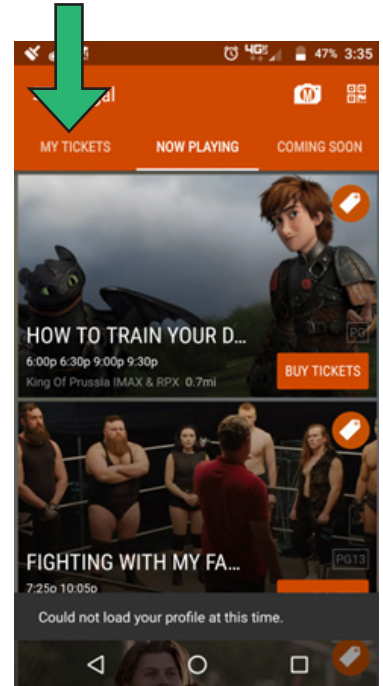 4G 47% 3:35
MY TICKETS NOW PLAYING COMING SOON
HOW TO TRAIN YOUR D...
PG
6:00p 6:30p 9:00p 9:30p
King Of Prussia IMAX & RPX 0.7mi
BUY TICKETS
FIGHTING WITH MY FA...
PG13
7:25p 10:05p
Could not load your profile at this time.